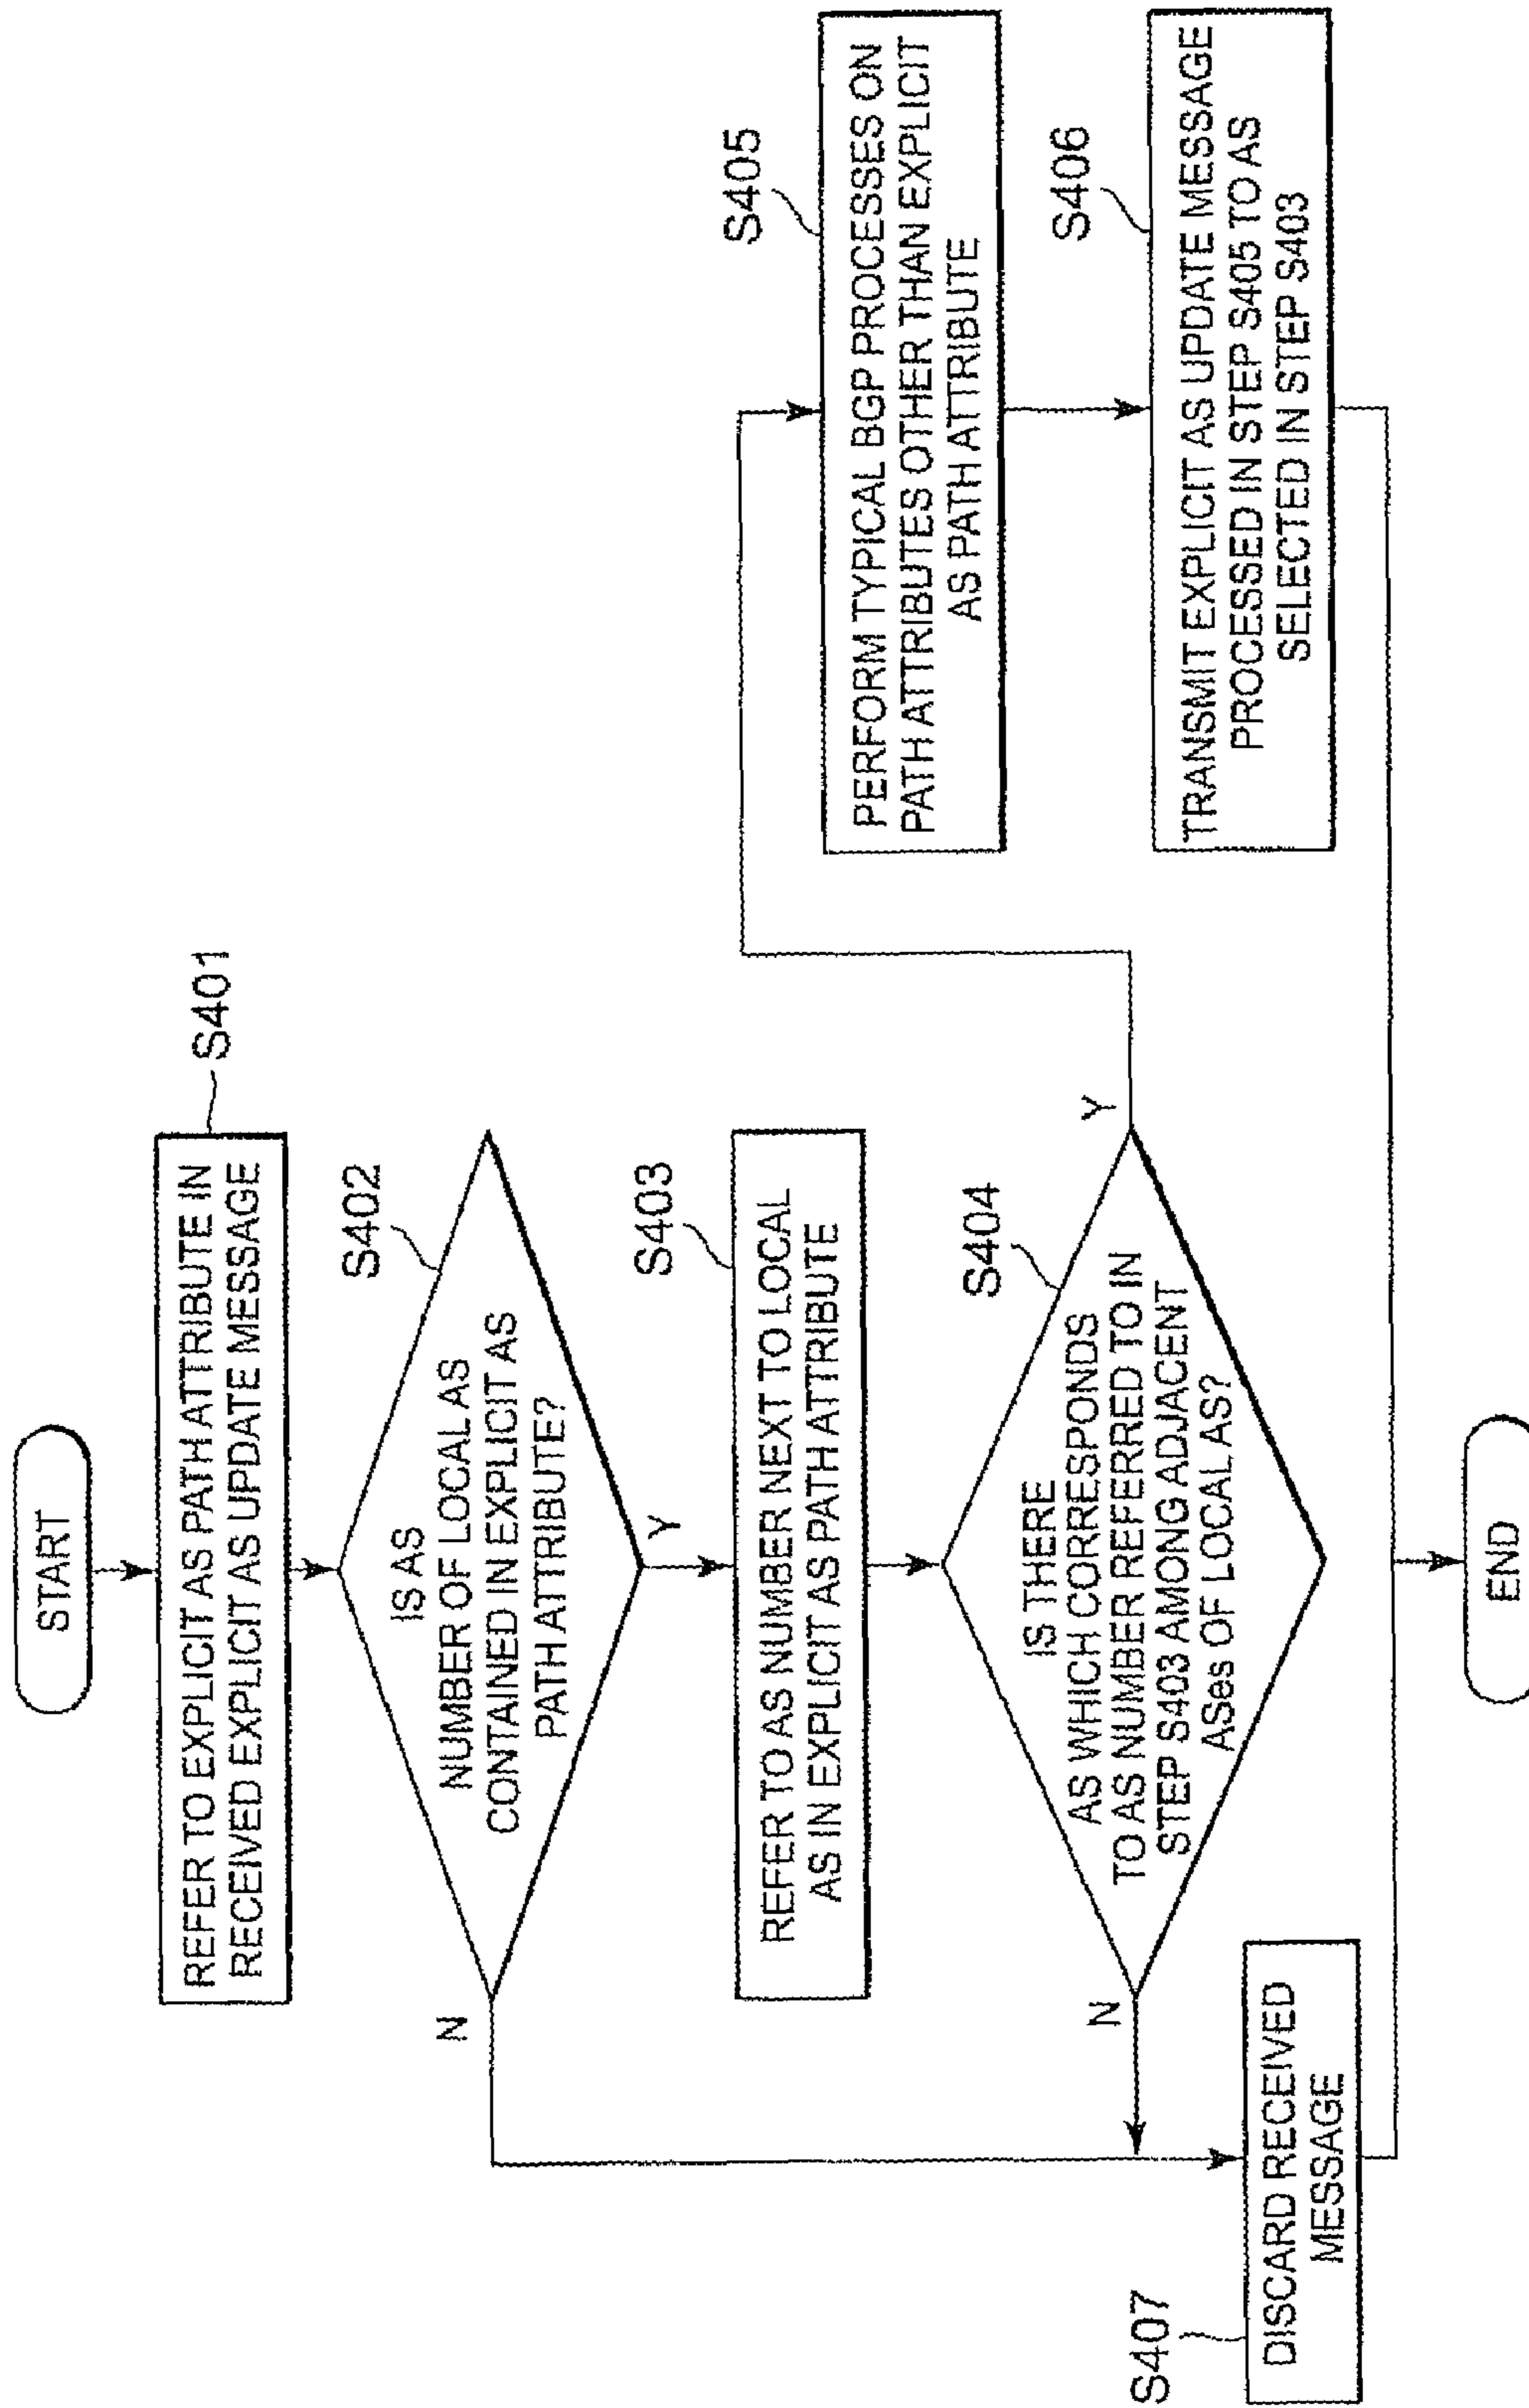 START
S401
REFER TO EXPLICIT AS PATH ATTRIBUTE IN
RECEIVED EXPLICIT AS UPDATE MESSAGE
S402
IS AS
NUMBER OF LOCAL AS
CONTAINED IN EXPLICIT AS
PATH ATTRIBUTE?
N
Y
S403
REFER TO AS NUMBER NEXT TO LOCAL
AS IN EXPLICIT AS PATH ATTRIBUTE
S404
IS THERE
AS WHICH CORRESPONDS
TO AS NUMBER REFERRED TO IN
STEP S403 AMONG ADJACENT
ASes OF LOCAL AS?
N
Y
S405
PERFORM TYPICAL BGP PROCESSES ON
PATH ATTRIBUTES OTHER THAN EXPLICIT
AS PATH ATTRIBUTE
S406
TRANSMIT EXPLICIT AS UPDATE MESSAGE
PROCESSED IN STEP S405 TO AS
SELECTED IN STEP S403
S407
DISCARD RECEIVED
MESSAGE
END